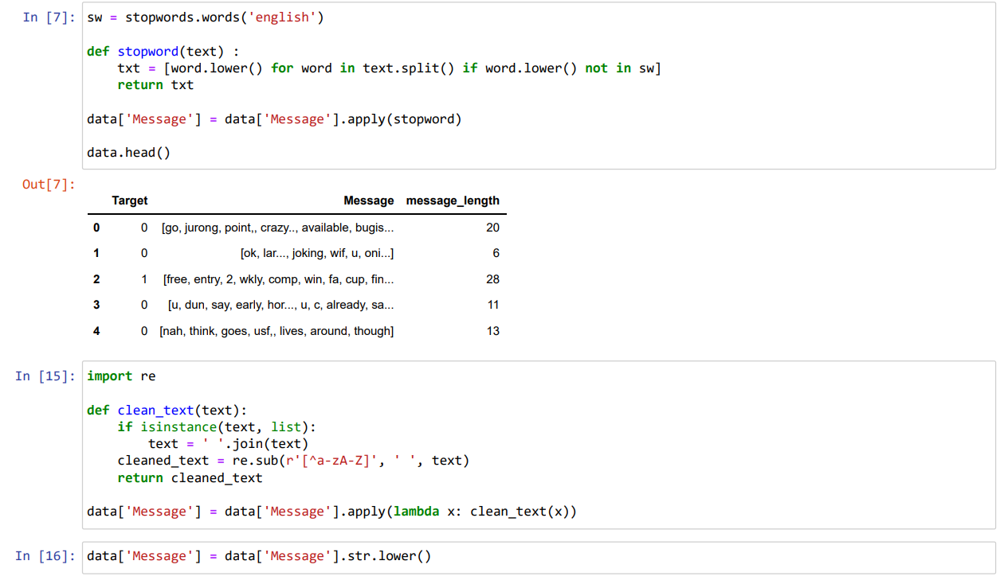 In [7]: sw = stopwords.words('english')
def stopword(text) :
    txt = [word.lower() for word in text.split() if word.lower() not in sw]
    return txt
data['Message'] = data['Message'].apply(stopword)
data.head()
Out[7]:
Target Message message_length
0 0 [go, jurong, point,, crazy.., available, bugis... 20
1 0 [ok, lar..., joking, wif, u, oni...] 6
2 1 [free, entry, 2, wkly, comp, win, fa, cup, fin... 28
3 0 [u, dun, say, early, hor..., u, c, already, sa... 11
4 0 [nah, think, goes, usf,, lives, around, though] 13
In [15]: import re
def clean_text(text):
    if isinstance(text, list):
        text = ' '.join(text)
    cleaned_text = re.sub(r'[^a-zA-Z]', ' ', text)
    return cleaned_text
data['Message'] = data['Message'].apply(lambda x: clean_text(x))
In [16]: data['Message'] = data['Message'].str.lower()